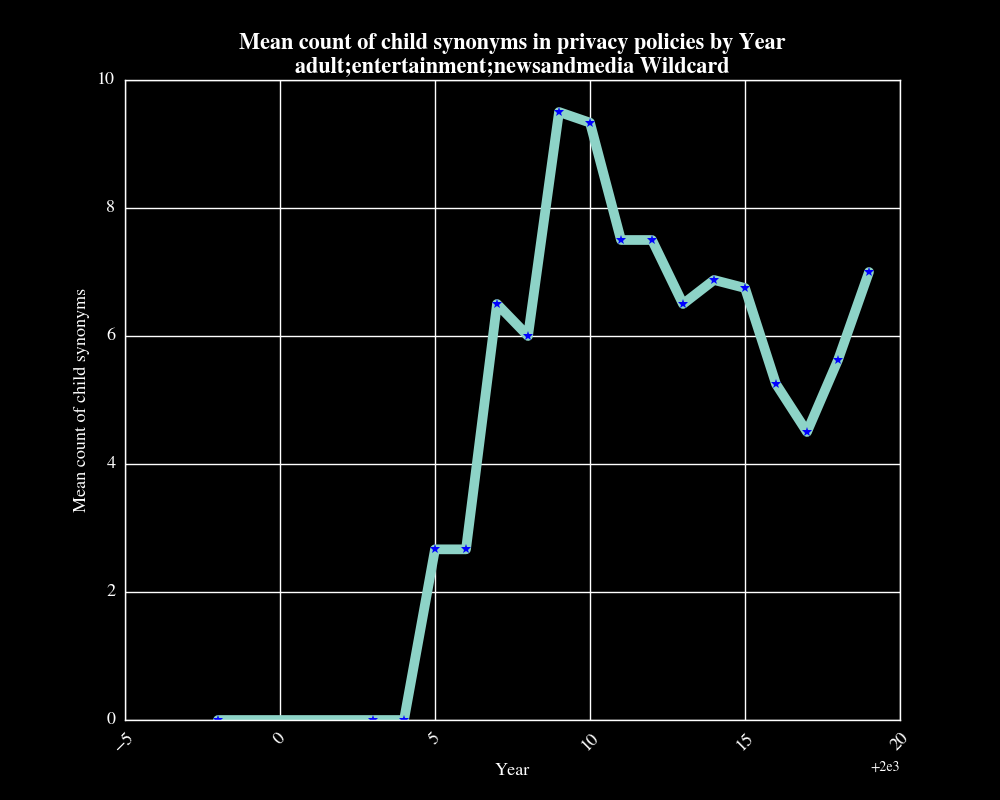 Mean count of child synonyms in privacy policies by Year
adult;entertainment;newsandmedia Wildcard
10
8
6
4
2
0
Mean count of child synonyms
−5
0
5
10
15
20
Year
+2e3